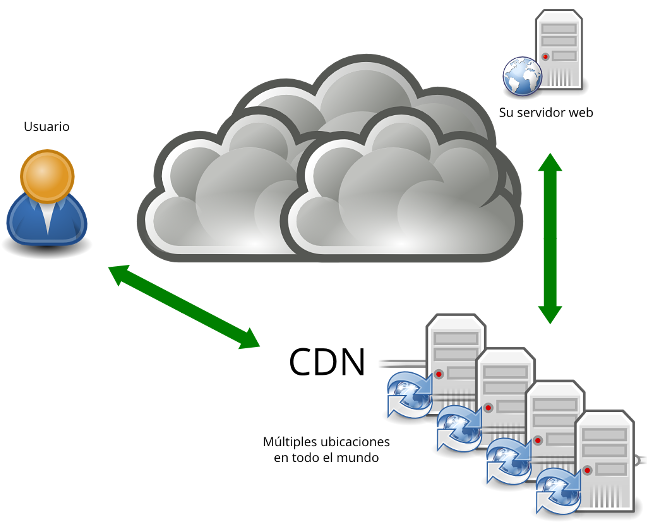 Su servidor web
Usuario
CDN
Múltiples ubicaciones
en todo el mundo